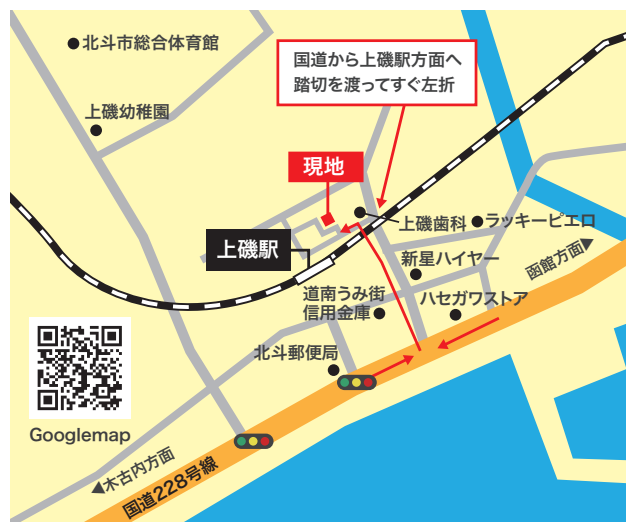 北斗市総合体育館
国道から上磯駅方面へ
踏切を渡ってすぐ左折
上磯幼稚園
現地
上磯歯科
ラッキーピエロ
上磯駅
新星ハイヤー
函館方面▶
道南うみ街
信用金庫
ハセガワストア
北斗郵便局
Googlemap
◀木古内方面
国道228号線